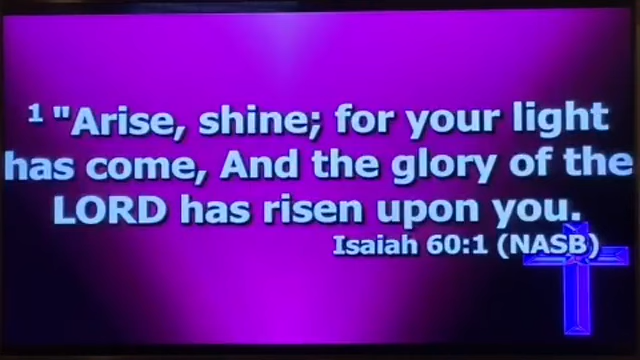 1 "Arise, shine; for your light
has come, And the glory of the
LORD has risen upon you.
Isaiah 60:1 (NASB)